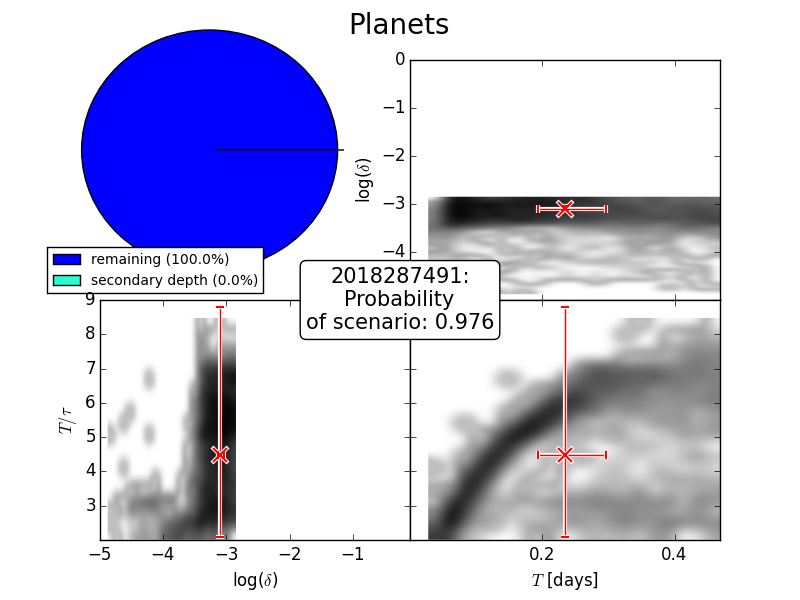 Planets
0
−1
−2
−3
−4
log(δ)
remaining (100.0%)
secondary depth (0.0%)
2018287491:
Probability
of scenario: 0.976
9
8
7
6
5
4
3
T/τ
−5
−4
−3
−2
−1
log(δ)
0.2
0.4
T [days]